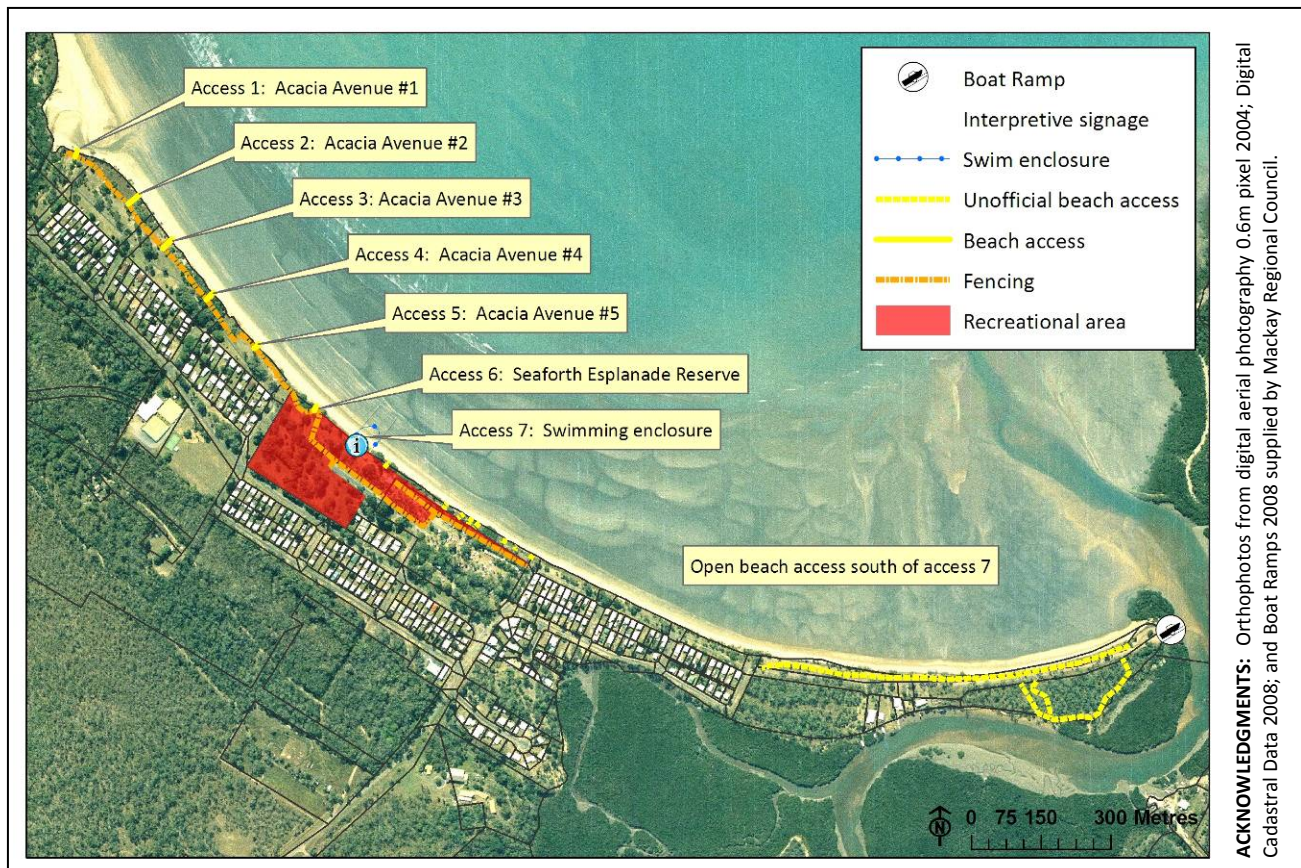 Access 1: Acacia Avenue #1
Access 2: Acacia Avenue #2
Access 3: Acacia Avenue #3
Access 4: Acacia Avenue #4
Access 5: Acacia Avenue #5
Access 6: Seaforth Esplanade Reserve
Access 7: Swimming enclosure
i
Open beach access south of access 7
Boat Ramp
Interpretive signage
Swim enclosure
Unofficial beach access
Beach access
Fencing
Recreational area
N
0 75 150 300 Metres
ACKNOWLEDGMENTS: Orthophotos from digital aerial photography 0.6m pixel 2004; Digital
Cadastral Data 2008; and Boat Ramps 2008 supplied by Mackay Regional Council.